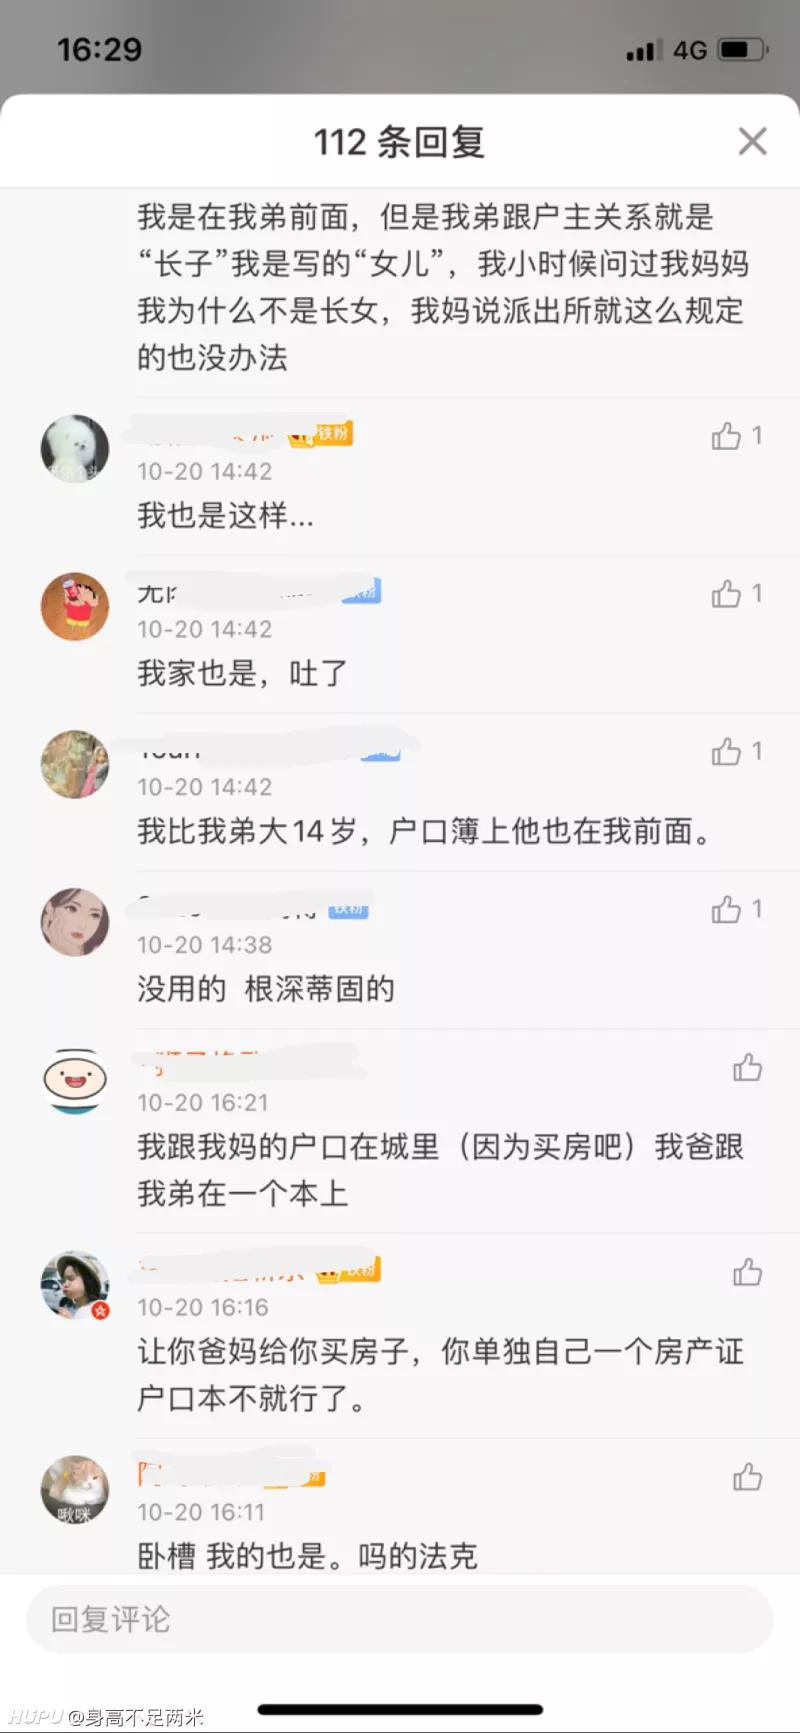 16:29
4G
112 条回复
我是在我弟前面，但是我弟跟户主关系就是
“长子”我是写的“女儿”，我小时候问过我妈妈
我为什么不是长女，我妈说派出所就这么规定
的也没办法
铁粉
1
10-20 14:42
我也是这样...
1
10-20 14:42
我家也是，吐了
1
10-20 14:42
我比我弟大14岁，户口簿上他也在我前面。
铁粉
1
10-20 14:38
没用的 根深蒂固的
10-20 16:21
我跟我妈的户口在城里（因为买房吧）我爸跟
我弟在一个本上
10-20 16:16
让你爸妈给你买房子，你单独自己一个房产证
户口本不就行了。
10-20 16:11
啾咪
卧槽 我的也是。吗的法克
回复评论
HUPU @身高不足两米